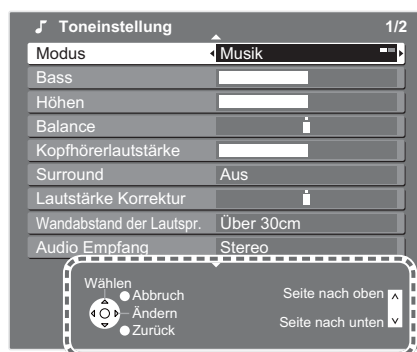 Toneinstellung 1/2
Modus Musik
Bass
Höhen
Balance
Kopfhörerlautstärke
Surround Aus
Lautstärke Korrektur
Wandabstand der Lautspr. Über 30cm
Audio Empfang Stereo
Wählen
Abbruch
Ändern
Zurück
Seite nach oben
Seite nach unten